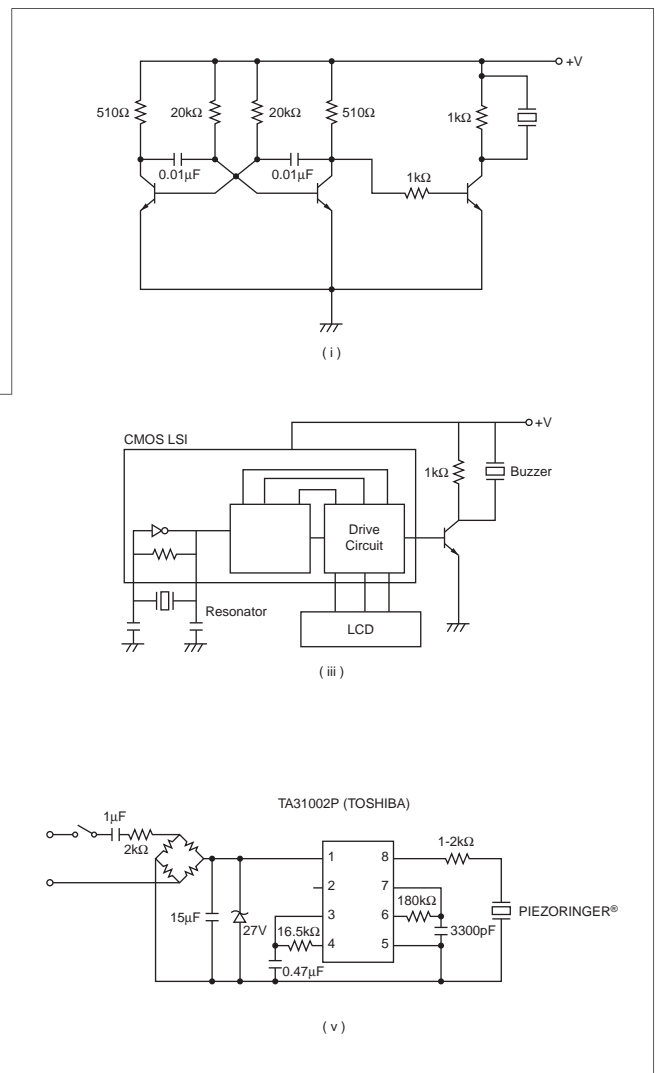 +V
510Ω 20kΩ 20kΩ 510Ω 1kΩ
0.01μF 0.01μF
1kΩ
( i )
+V
CMOS LSI
1kΩ Buzzer
Drive
Circuit
Resonator
LCD
( iii )
TA31002P (TOSHIBA)
1μF
2kΩ
15μF
27V
1 8
2 7
3 6
4 5
16.5kΩ
0.47μF
1-2kΩ
180kΩ
3300pF
PIEZORINGER®
( v )